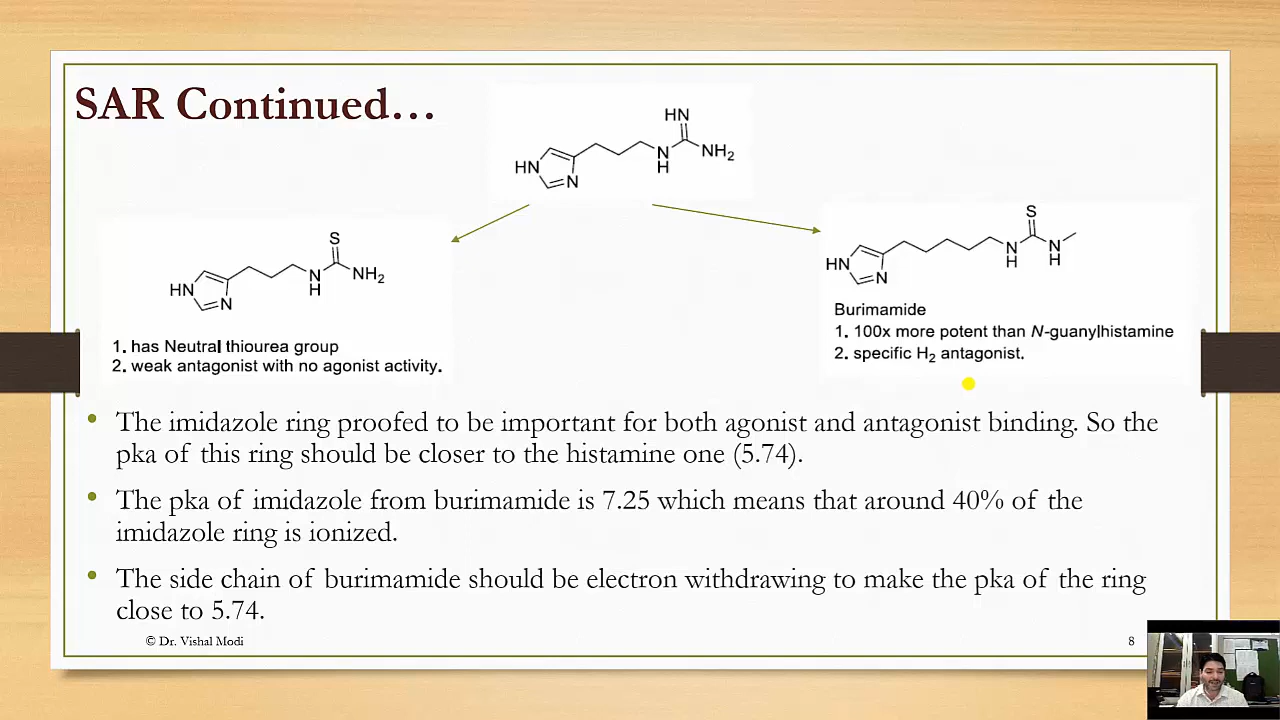 SAR Continued…
HN
HN
N
N
H
NH2
S
HN
N
N
H
NH2
1. has Neutral thiourea group
2. weak antagonist with no agonist activity.
S
HN
N
N
H
N
H
Burimamide
1. 100x more potent than N-guanylhistamine
2. specific H2 antagonist.
• The imidazole ring proofed to be important for both agonist and antagonist binding. So the
pka of this ring should be closer to the histamine one (5.74).
• The pka of imidazole from burimamide is 7.25 which means that around 40% of the
imidazole ring is ionized.
• The side chain of burimamide should be electron withdrawing to make the pka of the ring
close to 5.74.
© Dr. Vishal Modi
8